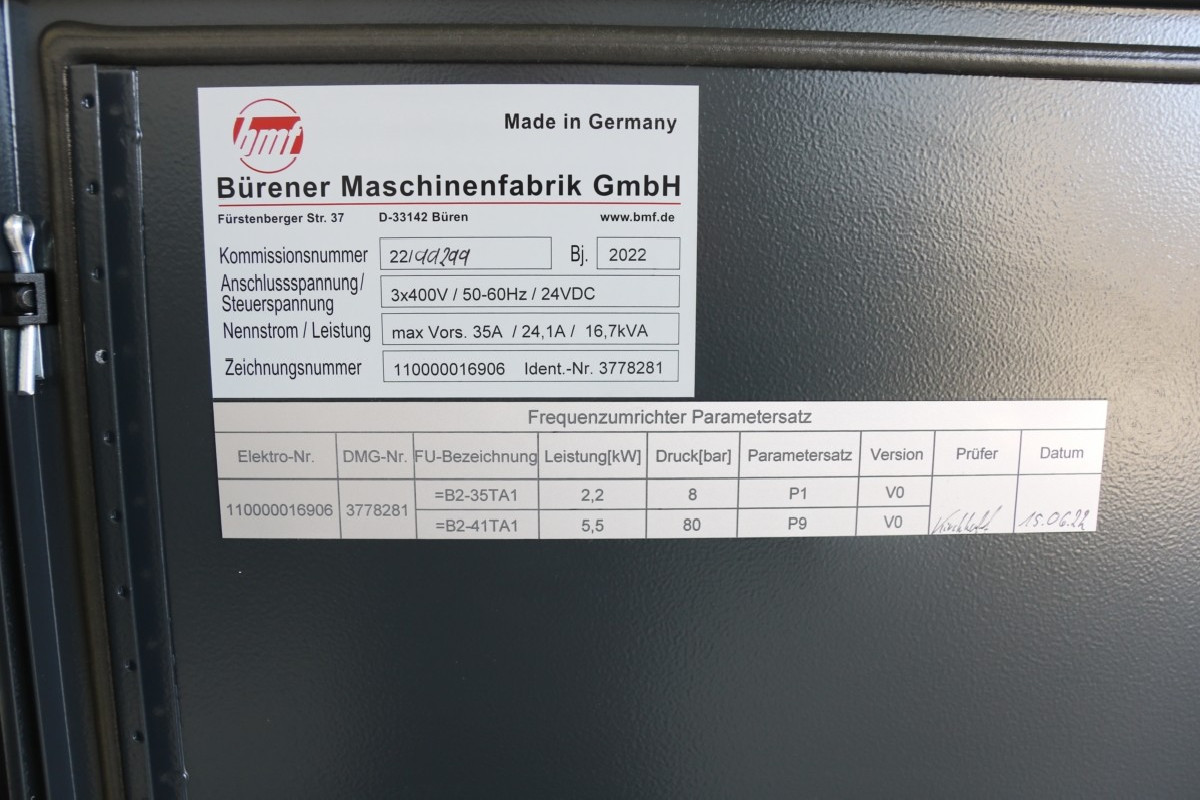 bmf
Made in Germany
Bürener Maschinenfabrik GmbH
Fürstenberger Str. 37 D-33142 Büren www.bmf.de
Kommissionsnummer 22/99299 Bj. 2022
Anschlussspannung/
Steuerspannung 3x400V / 50-60Hz / 24VDC
Nennstrom / Leistung max Vors. 35A / 24,1A / 16,7kVA
Zeichnungsnummer 110000016906 Ident.-Nr. 3778281
Frequenzumrichter Parametersatz
Elektro-Nr. DMG-Nr. FU-Bezeichnung Leistung[kW] Druck[bar] Parametersatz Version Prüfer Datum
110000016906 3778281 =B2-35TA1 2,2 8 P1 V0 15.06.22
=B2-41TA1 5,5 80 P9 V0